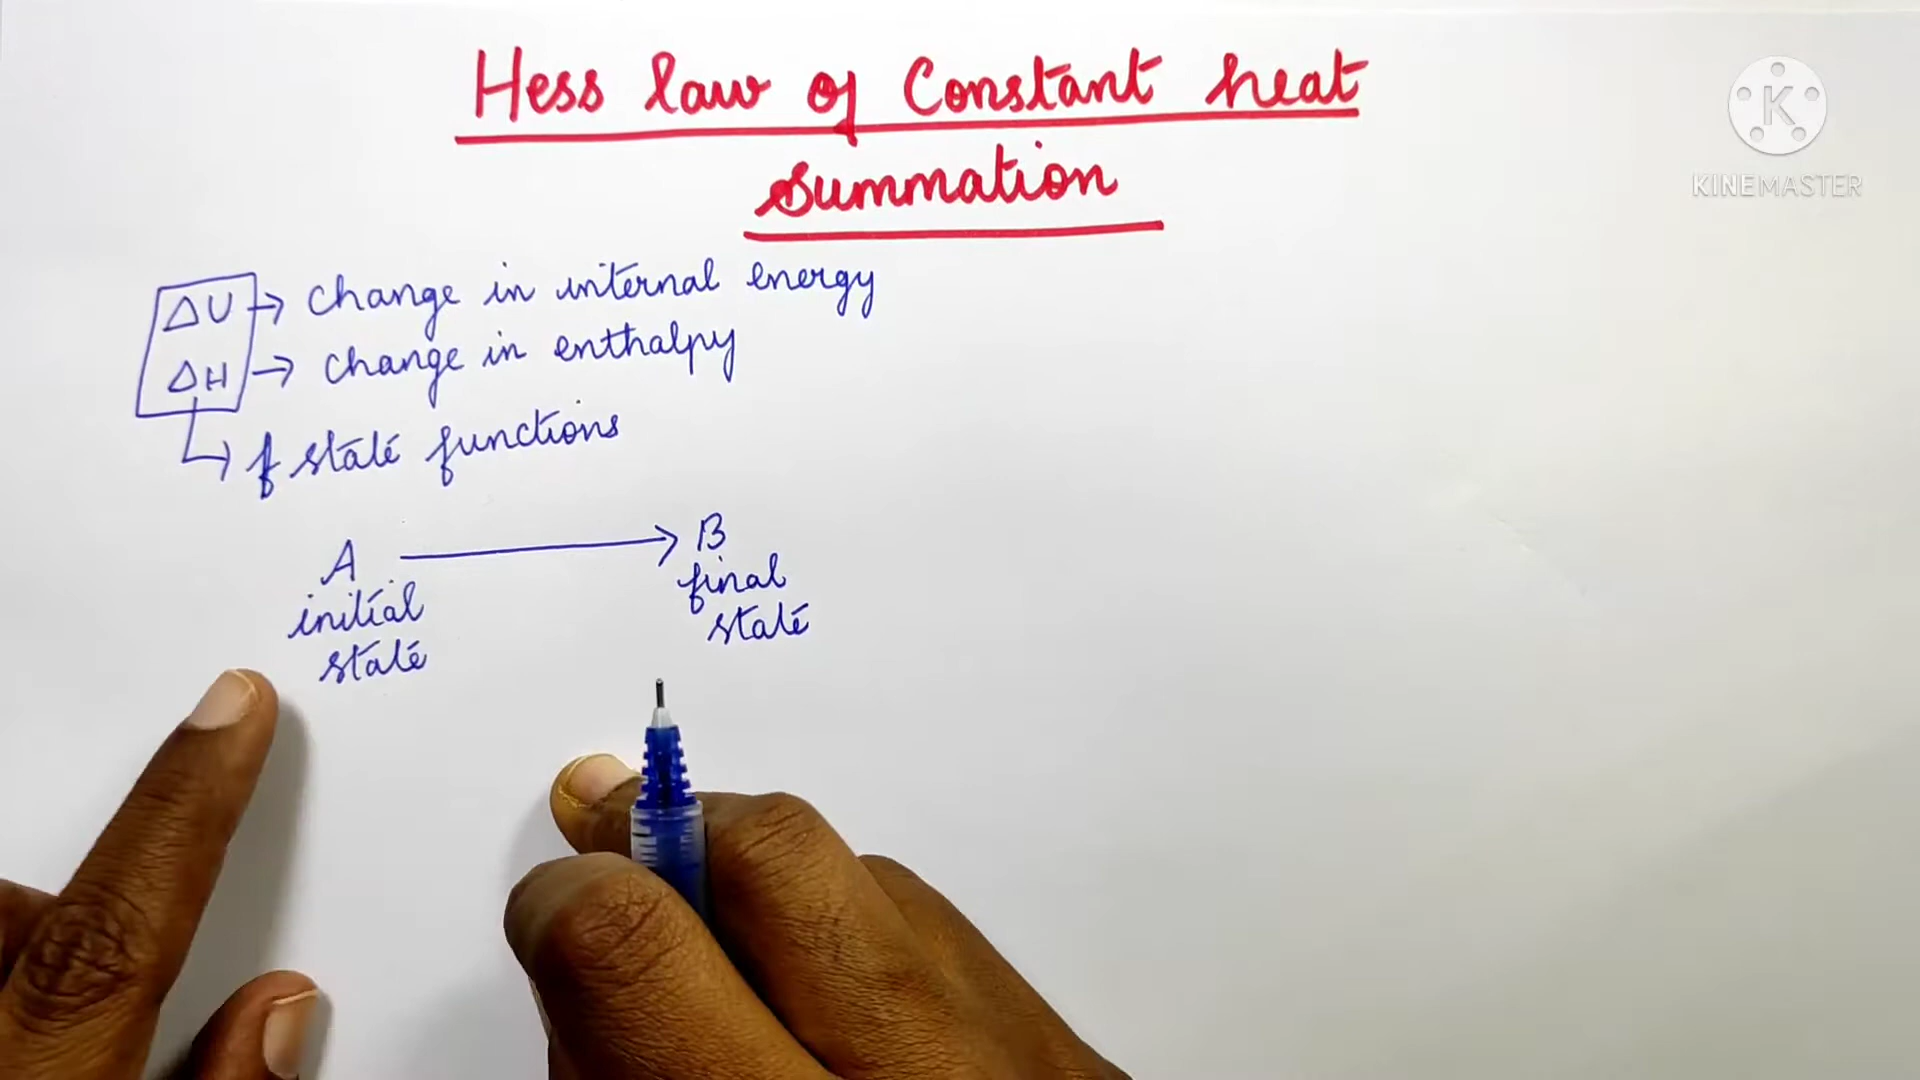 Hess law of Constant heat
summation
ΔU → change in internal energy
ΔH → change in enthalpy
→ f state functions
A → B
initial state
final state
K
KINEMASTER